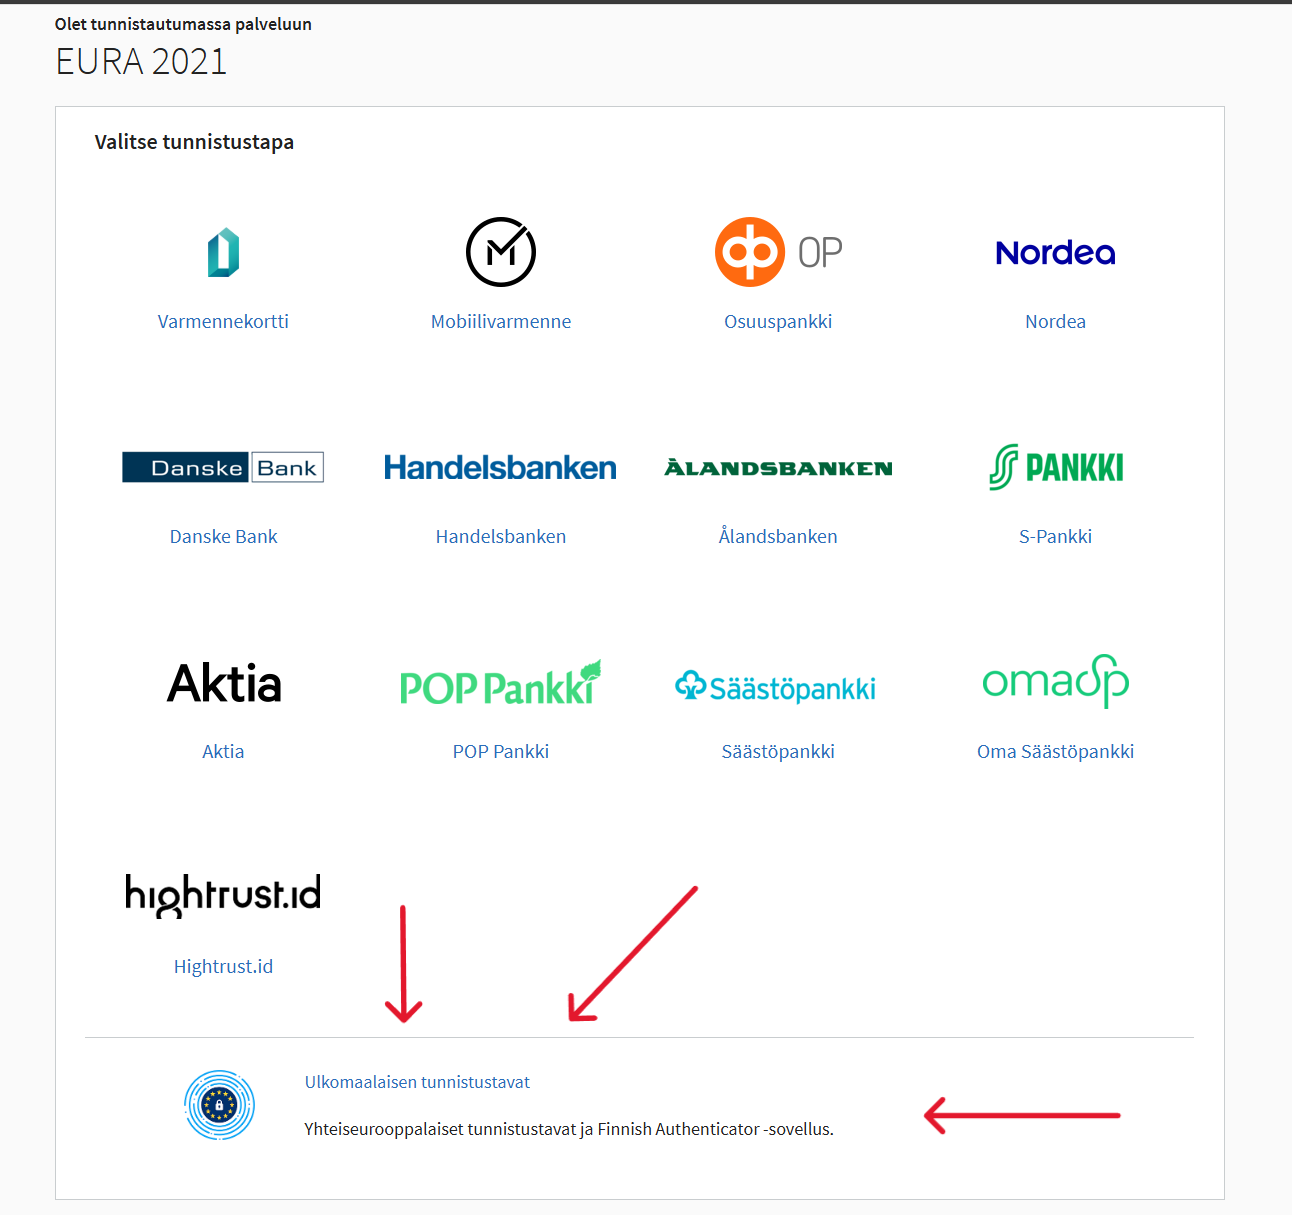 Olet tunnistautumassa palveluun
EURA 2021
Valitse tunnistustapa
M
OP
Nordea
Varmennekortti
Mobiilivarmenne
Osuuspankki
Nordea
Danske Bank
Handelsbanken
ÅLANDSBANKEN
S PANKKI
Danske Bank
Handelsbanken
Ålandsbanken
S-Pankki
Aktia
POP Pankki
Säästöpankki
omasp
Aktia
POP Pankki
Säästöpankki
Oma Säästöpankki
hightrust.id
Hightrust.id
Ulkomaalaisen tunnistustavat
Yhteiseurooppalaiset tunnistustavat ja Finnish Authenticator -sovellus.